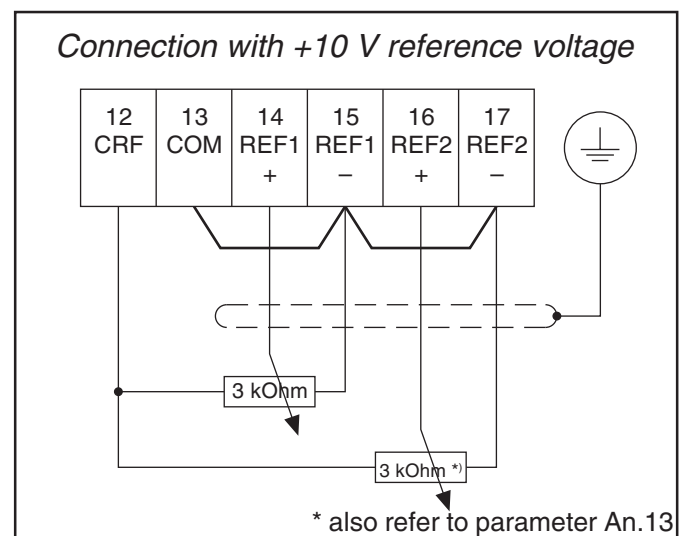 Connection with +10 V reference voltage
12 13 14 15 16 17
CRF COM REF1 REF1 REF2 REF2
+ – + –
3 kOhm
3 kOhm *)
* also refer to parameter An.13